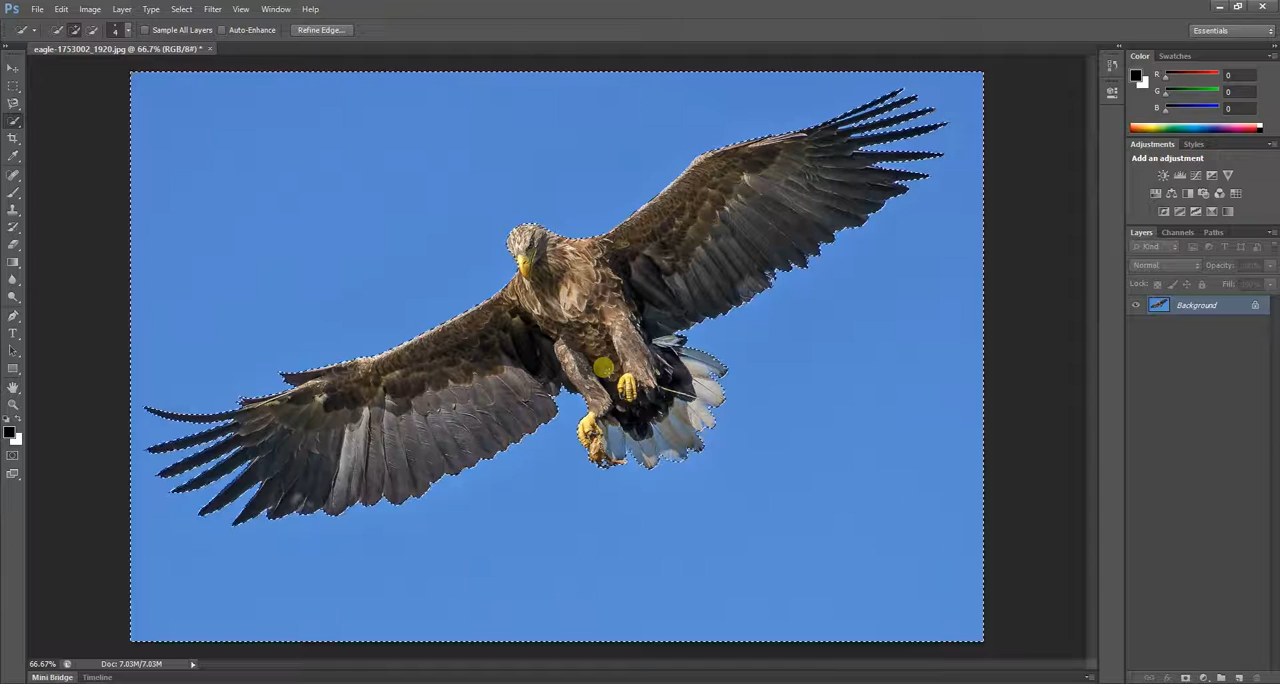 Ps File Edit Image Layer Type Select Filter View Window Help
4 Sample All Layers Auto-Enhance Refine Edge... Essentials
eagle-1753002_1920.jpg @ 66.7% (RGB/8#) * ×
Color Swatches
R 0
G 0
B 0
Adjustments Styles
Add an adjustment
Layers Channels Paths
Kind
Normal Opacity:
Lock: Fill:
Background
66.67% Doc: 7.03M/7.03M
Mini Bridge Timeline